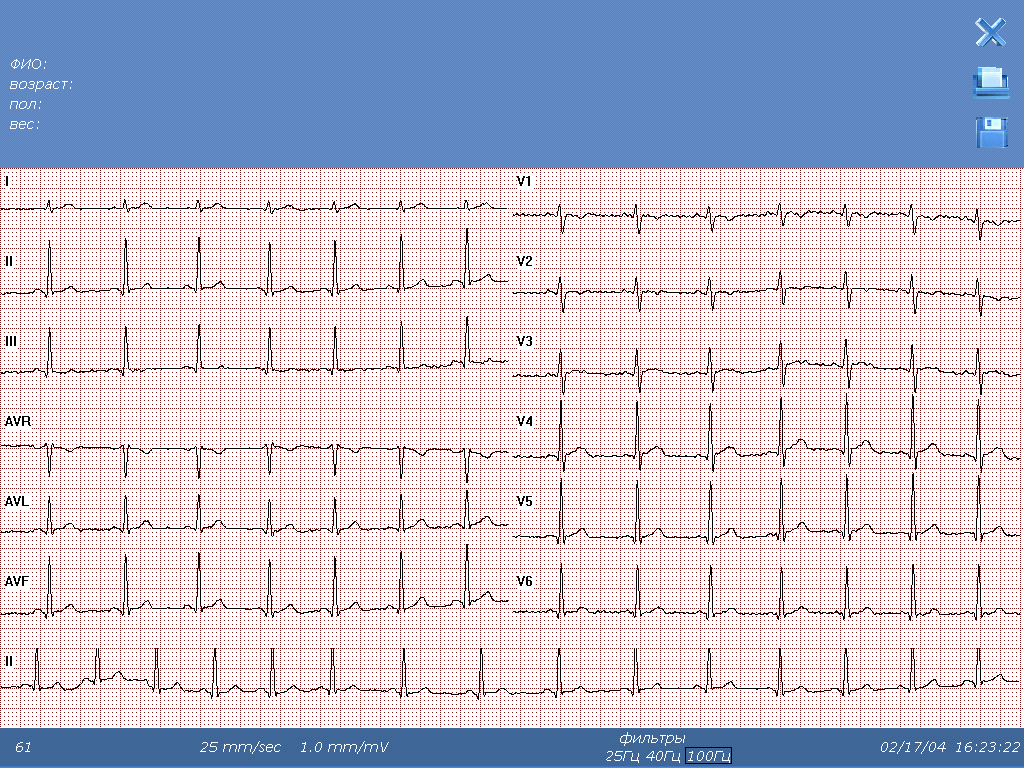 ФИО:
возраст:
пол:
вес:
I
V1
II
V2
III
V3
AVR
V4
AVL
V5
AVF
V6
II
фильтры
61 25 mm/sec 1.0 mm/mV 25Гц 40Гц 100Гц 02/17/04 16:23:22